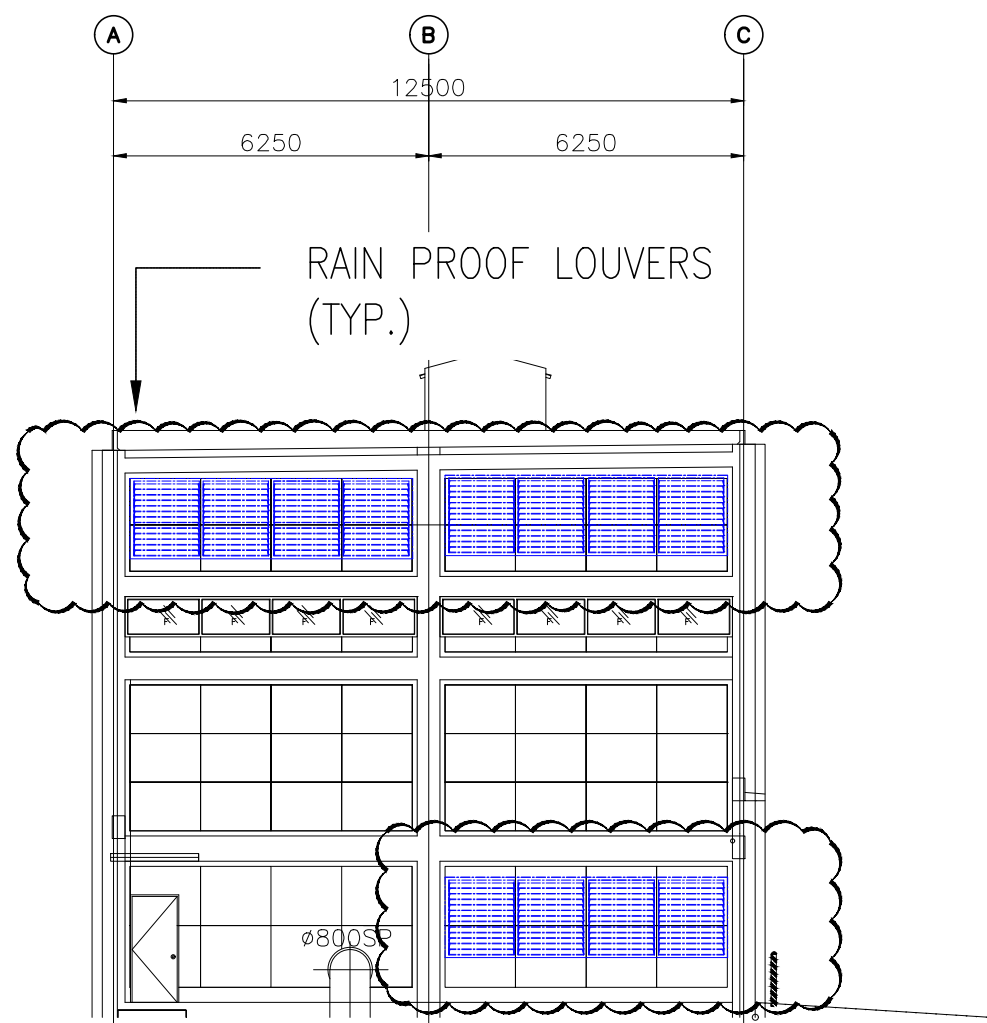 A B C
12500
6250 6250
RAIN PROOF LOUVERS
(TYP.)
F F F F F F F F
ø800SP